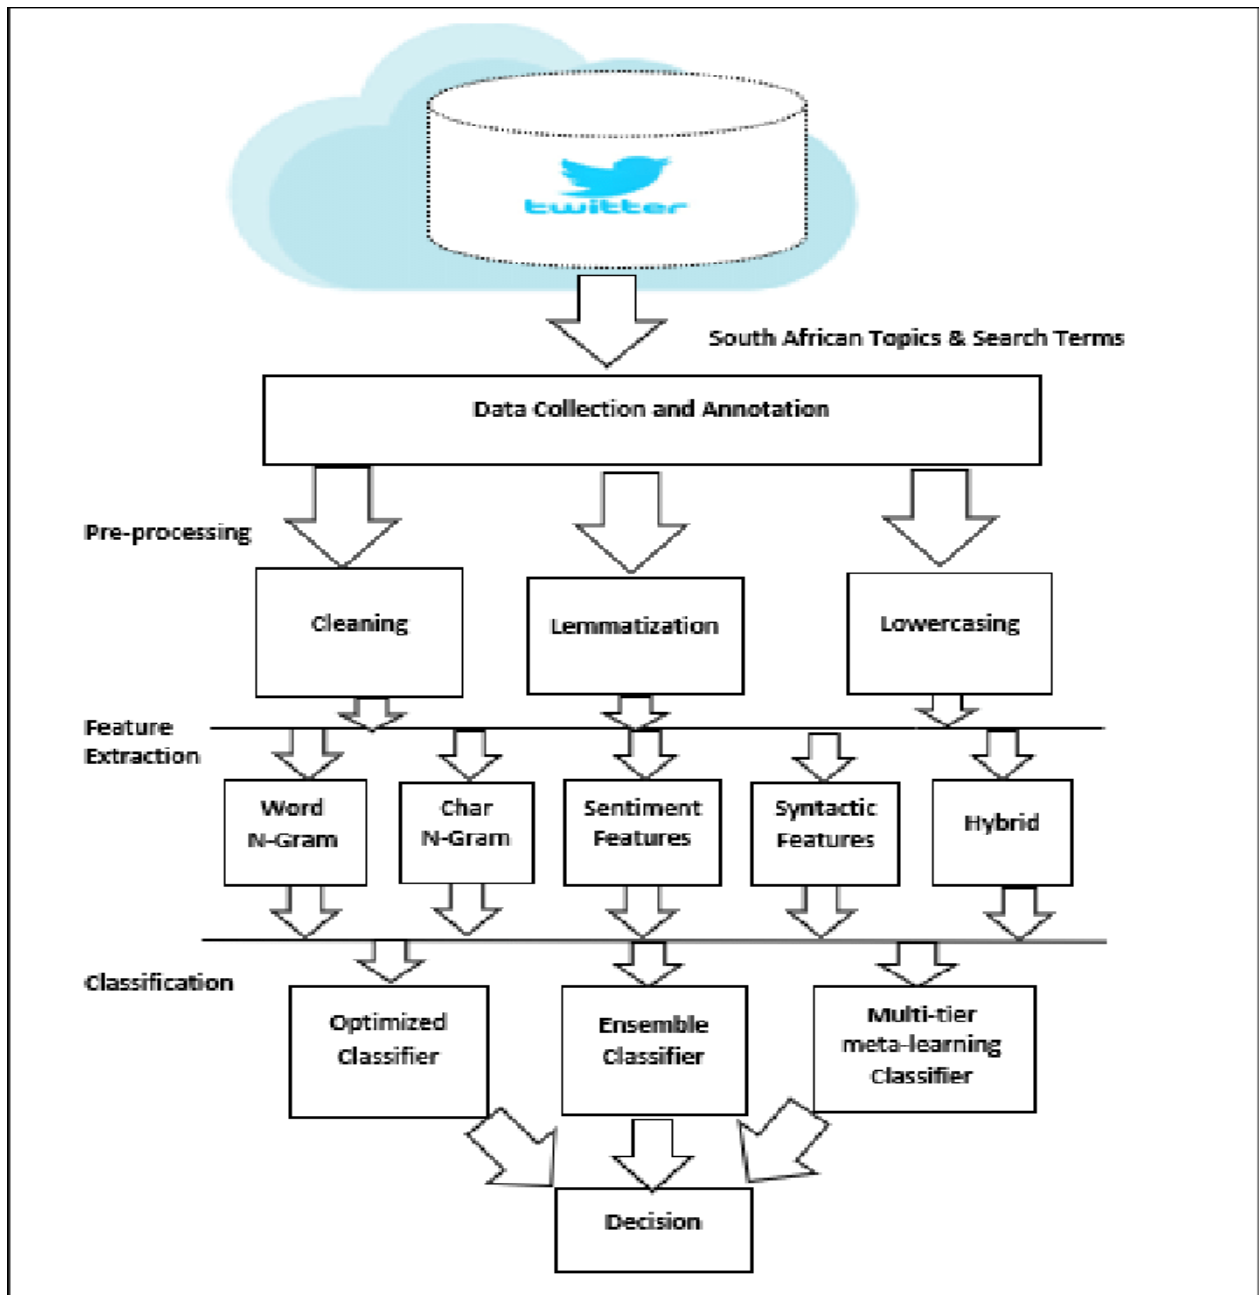 twitter
South African Topics & Search Terms
Data Collection and Annotation
Pre-processing
Cleaning
Lemmatization
Lowercasing
Feature
Extraction
Word
N-Gram
Char
N-Gram
Sentiment
Features
Syntactic
Features
Hybrid
Classification
Optimized
Classifier
Ensemble
Classifier
Multi-tier
meta-learning
Classifier
Decision